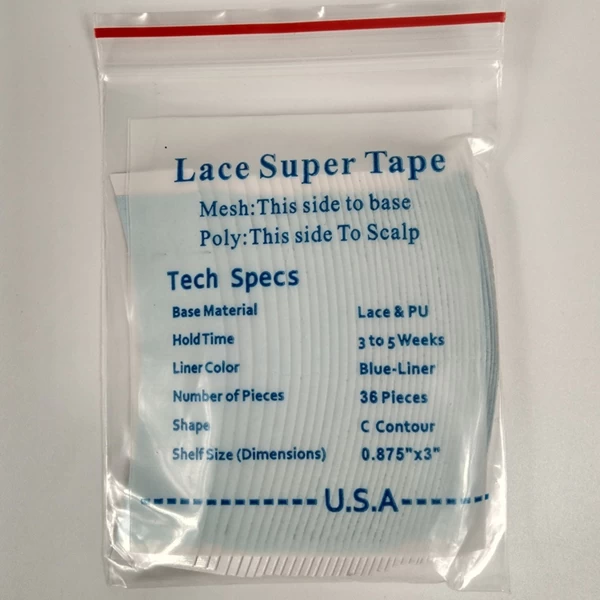 Lace Super Tape
Mesh:This side to base
Poly:This side To Scalp
Tech Specs
Base Material Lace & PU
Hold Time 3 to 5 Weeks
Liner Color Blue-Liner
Number of Pieces 36 Pieces
Shape C Contour
Shelf Size (Dimensions) 0.875"x3"
U.S.A